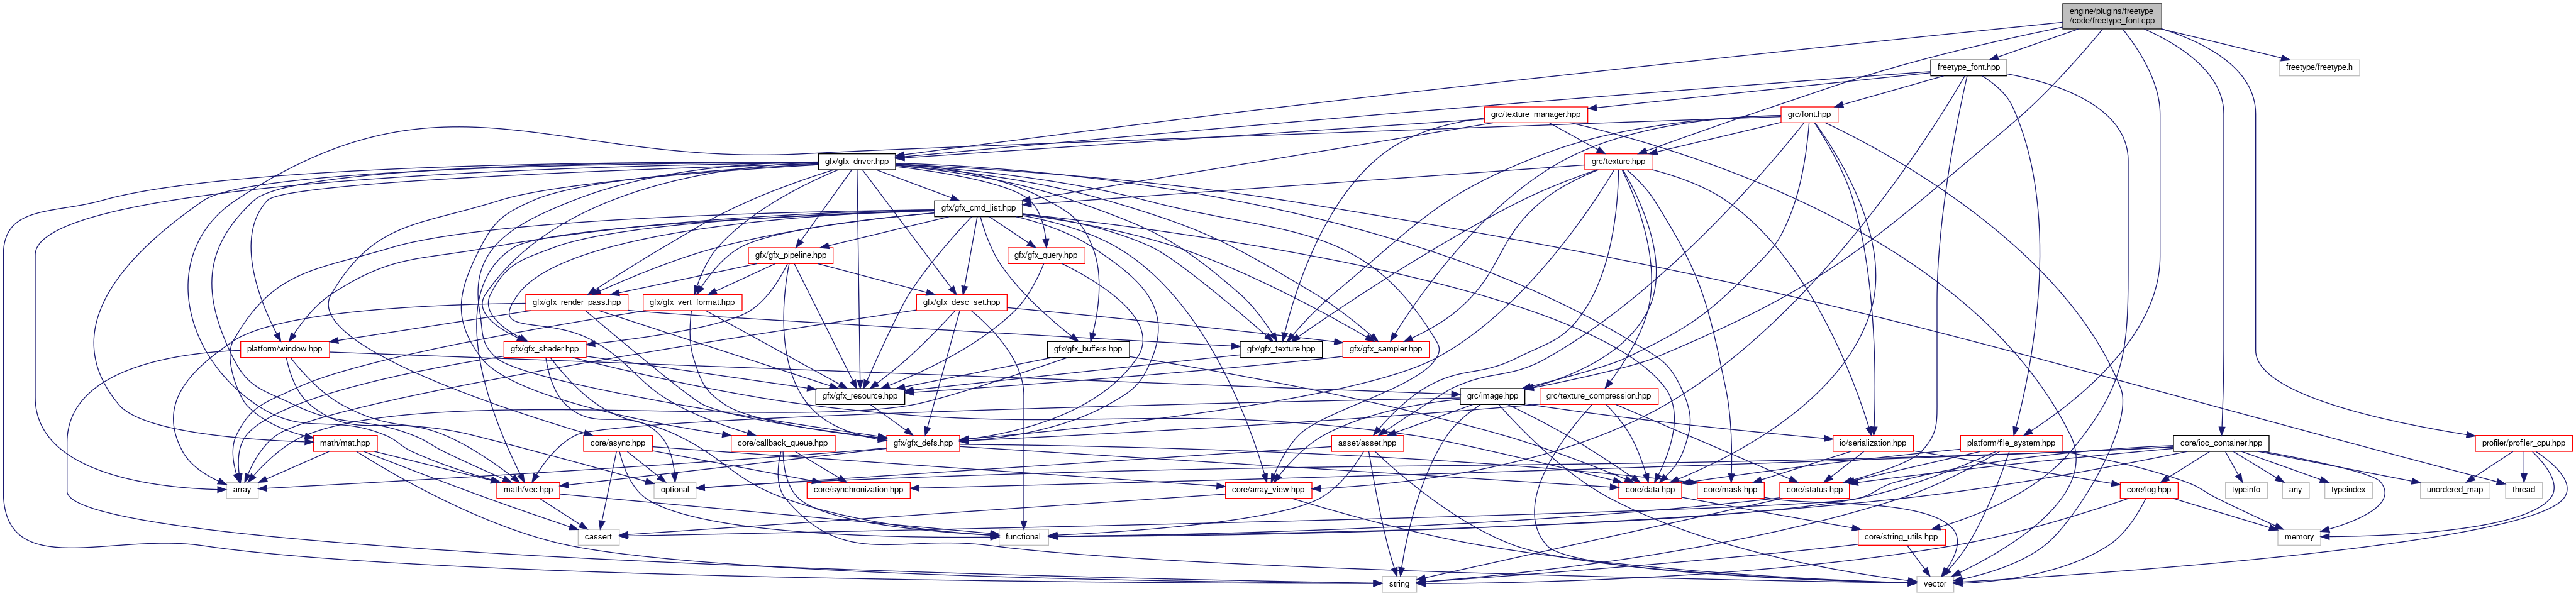 engine/plugins/freetype
/code/freetype_font.cpp
freetype_font.hpp
freetype/freetype.h
grc/texture_manager.hpp
grc/font.hpp
gfx/gfx_driver.hpp
grc/texture.hpp
gfx/gfx_cmd_list.hpp
gfx/gfx_pipeline.hpp
gfx/gfx_query.hpp
gfx/gfx_render_pass.hpp
gfx/gfx_vert_format.hpp
gfx/gfx_desc_set.hpp
platform/window.hpp
gfx/gfx_shader.hpp
gfx/gfx_buffers.hpp
gfx/gfx_texture.hpp
gfx/gfx_sampler.hpp
gfx/gfx_resource.hpp
grc/image.hpp
grc/texture_compression.hpp
math/mat.hpp
core/async.hpp
core/callback_queue.hpp
gfx/gfx_defs.hpp
asset/asset.hpp
io/serialization.hpp
platform/file_system.hpp
core/ioc_container.hpp
profiler/profiler_cpu.hpp
array
math/vec.hpp
optional
core/synchronization.hpp
core/array_view.hpp
core/data.hpp
core/mask.hpp
core/status.hpp
core/log.hpp
typeinfo
any
typeindex
unordered_map
thread
cassert
functional
core/string_utils.hpp
memory
string
vector